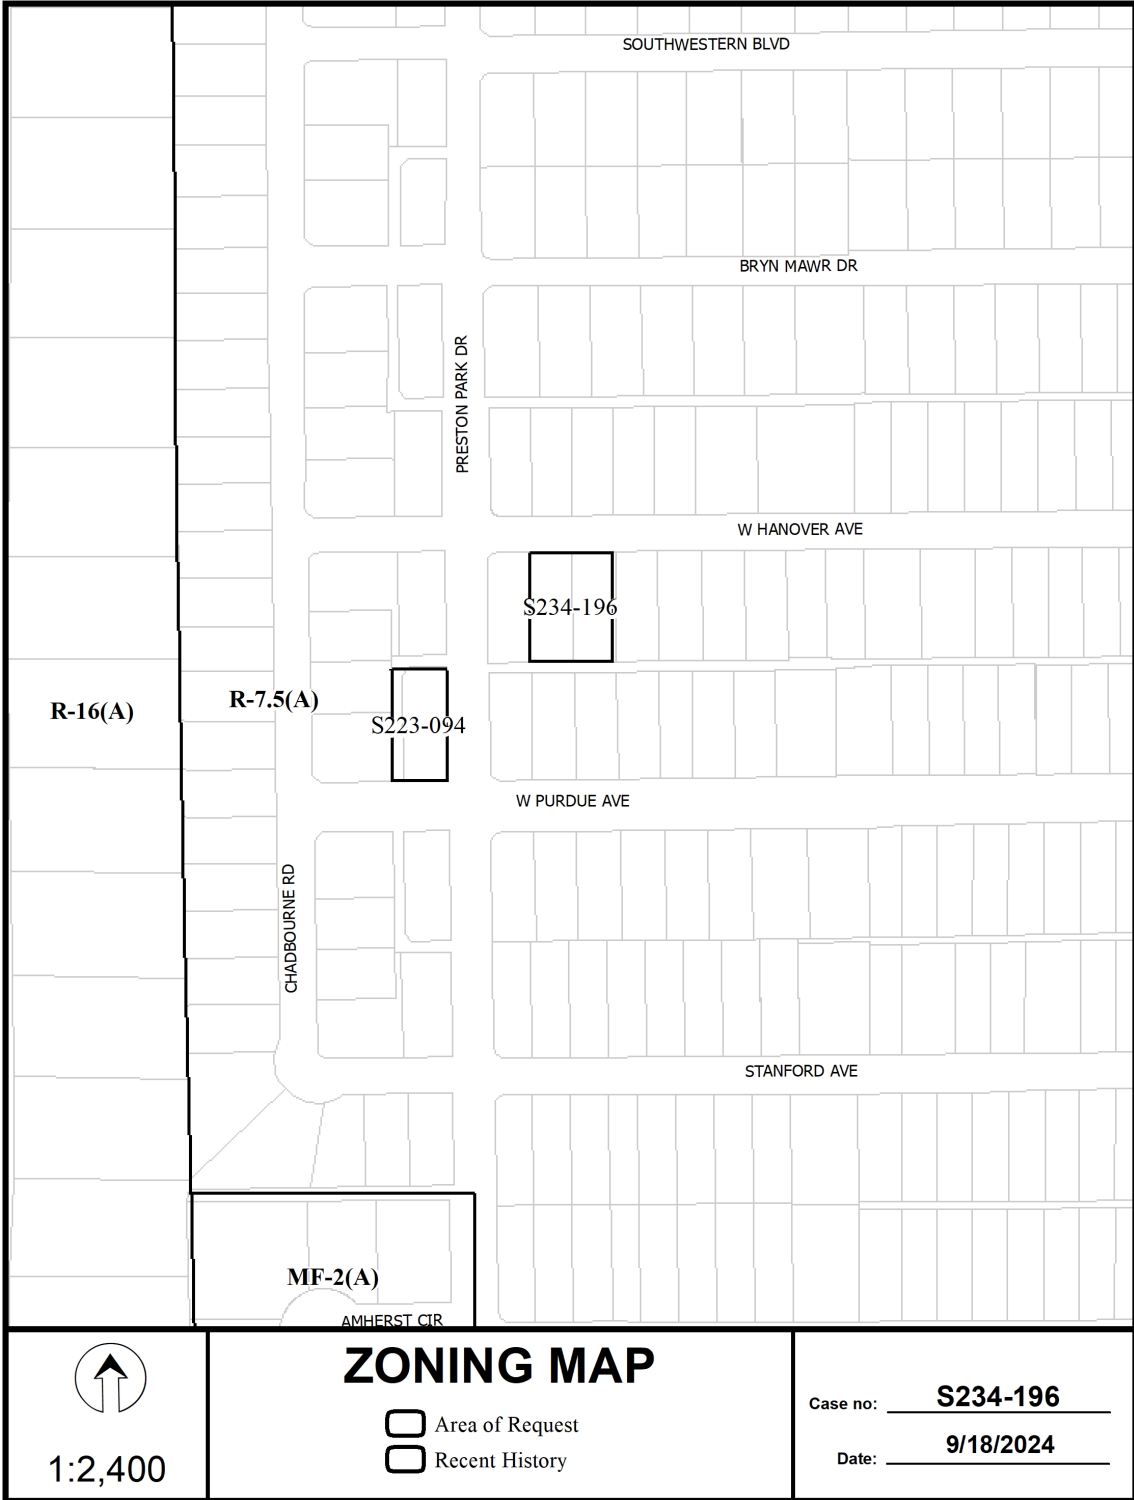 SOUTHWESTERN BLVD
BRYN MAWR DR
PRESTON PARK DR
W HANOVER AVE
S234-196
R-7.5(A)
R-16(A)
S223-094
W PURDUE AVE
CHADBOURNE RD
STANFORD AVE
MF-2(A)
AMHERST CIR
1:2,400
ZONING MAP
Area of Request
Recent History
Case no: S234-196
Date: 9/18/2024